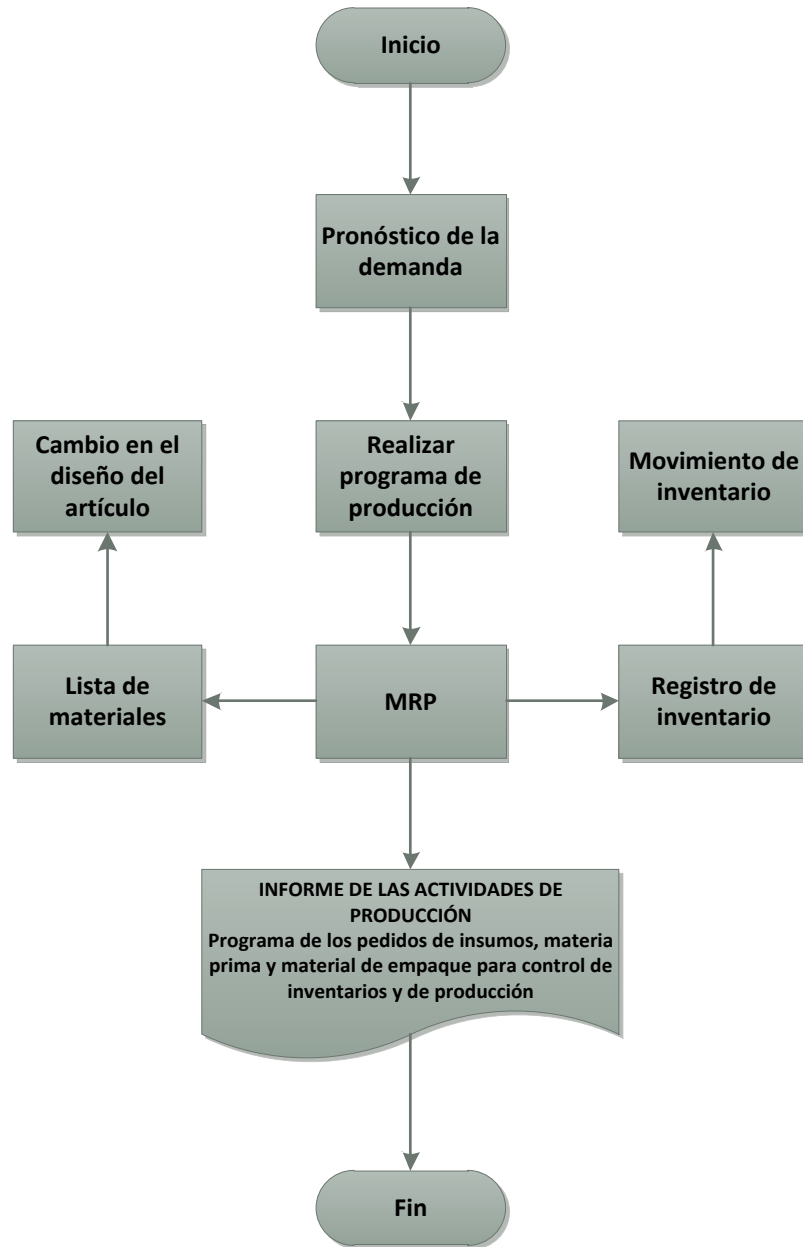 Inicio
Pronóstico de la
demanda
Cambio en el
diseño del
artículo
Realizar
programa de
producción
Movimiento de
inventario
Lista de
materiales
MRP
Registro de
inventario
INFORME DE LAS ACTIVIDADES DE
PRODUCCIÓN
Programa de los pedidos de insumos, materia
prima y material de empaque para control de
inventarios y de producción
Fin